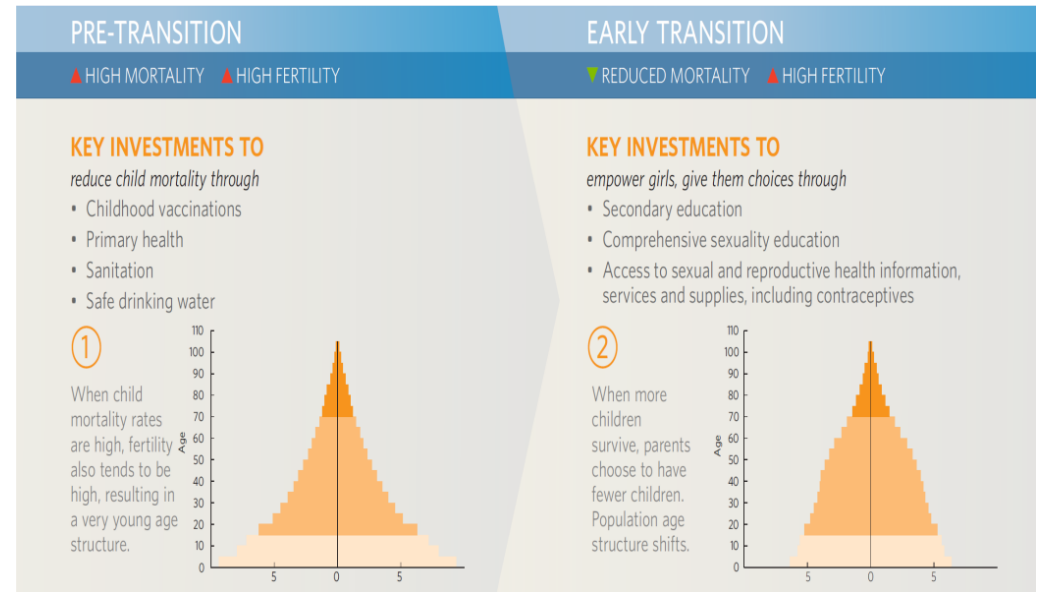 PRE-TRANSITION
▲ HIGH MORTALITY ▲ HIGH FERTILITY
KEY INVESTMENTS TO
reduce child mortality through
• Childhood vaccinations
• Primary health
• Sanitation
• Safe drinking water
1
When child
mortality rates
are high, fertility
also tends to be
high, resulting in
a very young age
structure.
Age
110
100
90
80
70
60
50
40
30
20
10
0
5 0 5
EARLY TRANSITION
▼ REDUCED MORTALITY ▲ HIGH FERTILITY
KEY INVESTMENTS TO
empower girls, give them choices through
• Secondary education
• Comprehensive sexuality education
• Access to sexual and reproductive health information,
services and supplies, including contraceptives
2
When more
children
survive, parents
choose to have
fewer children.
Population age
structure shifts.
Age
110
100
90
80
70
60
50
40
30
20
10
0
5 0 5